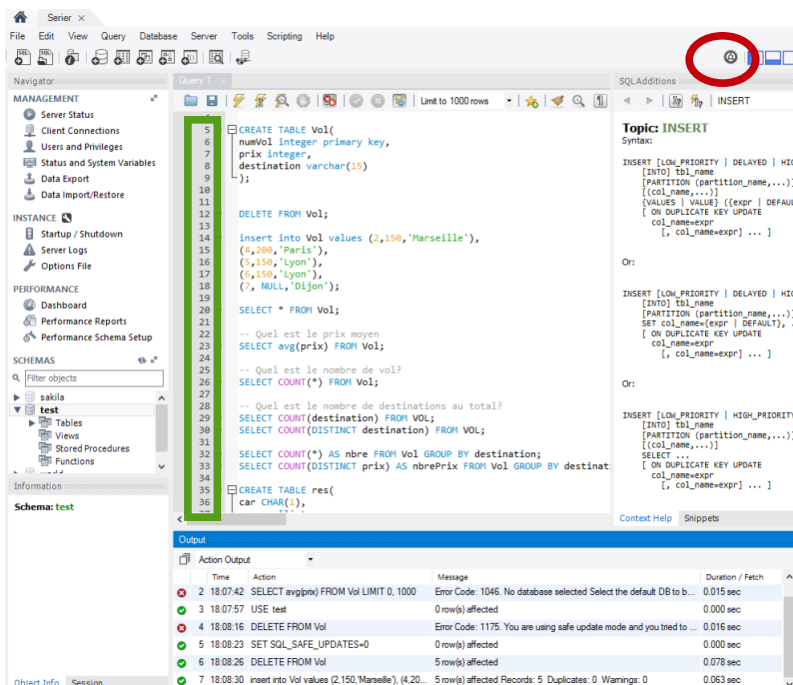 Serier ×
File Edit View Query Database Server Tools Scripting Help
Navigator
MANAGEMENT
Server Status
Client Connections
Users and Privileges
Status and System Variables
Data Export
Data Import/Restore
INSTANCE
Startup / Shutdown
Server Logs
Options File
PERFORMANCE
Dashboard
Performance Reports
Performance Schema Setup
SCHEMAS
Filter objects
sakila
test
Tables
Views
Stored Procedures
Functions
Information
Schema: test
Object Info Session
Query 1 ×
Limit to 1000 rows
5 CREATE TABLE Vol(
6 numVol integer primary key,
7 prix integer,
8 destination varchar(15)
9 );
10
11
12 DELETE FROM Vol;
13
14 insert into Vol values (2,150,'Marseille'),
15 (4,200,'Paris'),
16 (5,150,'Lyon'),
17 (6,150,'Lyon'),
18 (7, NULL,'Dijon');
19
20 SELECT * FROM Vol;
21
22 -- Quel est le prix moyen
23 SELECT avg(prix) FROM Vol;
24
25 -- Quel est le nombre de vol?
26 SELECT COUNT(*) FROM Vol;
27
28 -- Quel est le nombre de destinations au total?
29 SELECT COUNT(destination) FROM VOL;
30 SELECT COUNT(DISTINCT destination) FROM VOL;
31
32 SELECT COUNT(*) AS nbre FROM Vol GROUP BY destination;
33 SELECT COUNT(DISTINCT prix) AS nbrePrix FROM Vol GROUP BY destinat
34
35 CREATE TABLE res(
36 car CHAR(1),
SQLAdditions
INSERT
Topic: INSERT
Syntax:
INSERT [LOW_PRIORITY | DELAYED | HI
[INTO] tbl_name
[PARTITION (partition_name,...)]
[(col_name,...)]
{VALUES | VALUE} ({expr | DEFAUL
[ ON DUPLICATE KEY UPDATE
col_name=expr
[, col_name=expr] ... ]
Or:
INSERT [LOW_PRIORITY | DELAYED | HI
[INTO] tbl_name
[PARTITION (partition_name,...)]
SET col_name={expr | DEFAULT},
[ ON DUPLICATE KEY UPDATE
col_name=expr
[, col_name=expr] ... ]
Or:
INSERT [LOW_PRIORITY | HIGH_PRIORITY
[INTO] tbl_name
[PARTITION (partition_name,...)]
[(col_name,...)]
SELECT ...
[ ON DUPLICATE KEY UPDATE
col_name=expr
[, col_name=expr] ... ]
Context Help Snippets
Output
Action Output
Time Action Message Duration / Fetch
2 18:07:42 SELECT avg(prix) FROM Vol LIMIT 0, 1000 Error Code: 1046. No database selected Select the default DB to b... 0.015 sec
3 18:07:57 USE test 0 row(s) affected 0.000 sec
4 18:08:16 DELETE FROM Vol Error Code: 1175. You are using safe update mode and you tried to ... 0.016 sec
5 18:08:23 SET SQL_SAFE_UPDATES=0 0 row(s) affected 0.000 sec
6 18:08:26 DELETE FROM Vol 5 row(s) affected 0.078 sec
7 18:08:30 insert into Vol values (2,150,'Marseille'), (4,20... 5 row(s) affected Records: 5 Duplicates: 0 Warnings: 0 0.063 sec